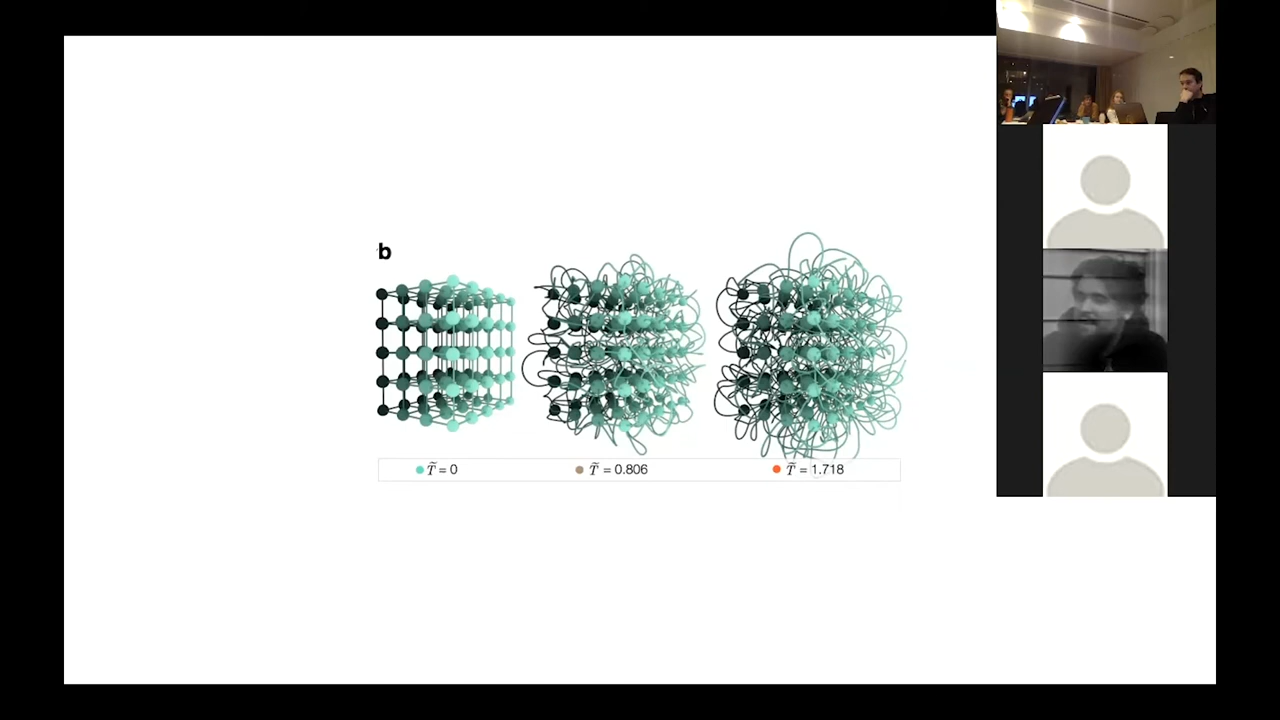 b
T̃ = 0
T̃ = 0.806
T̃ = 1.718